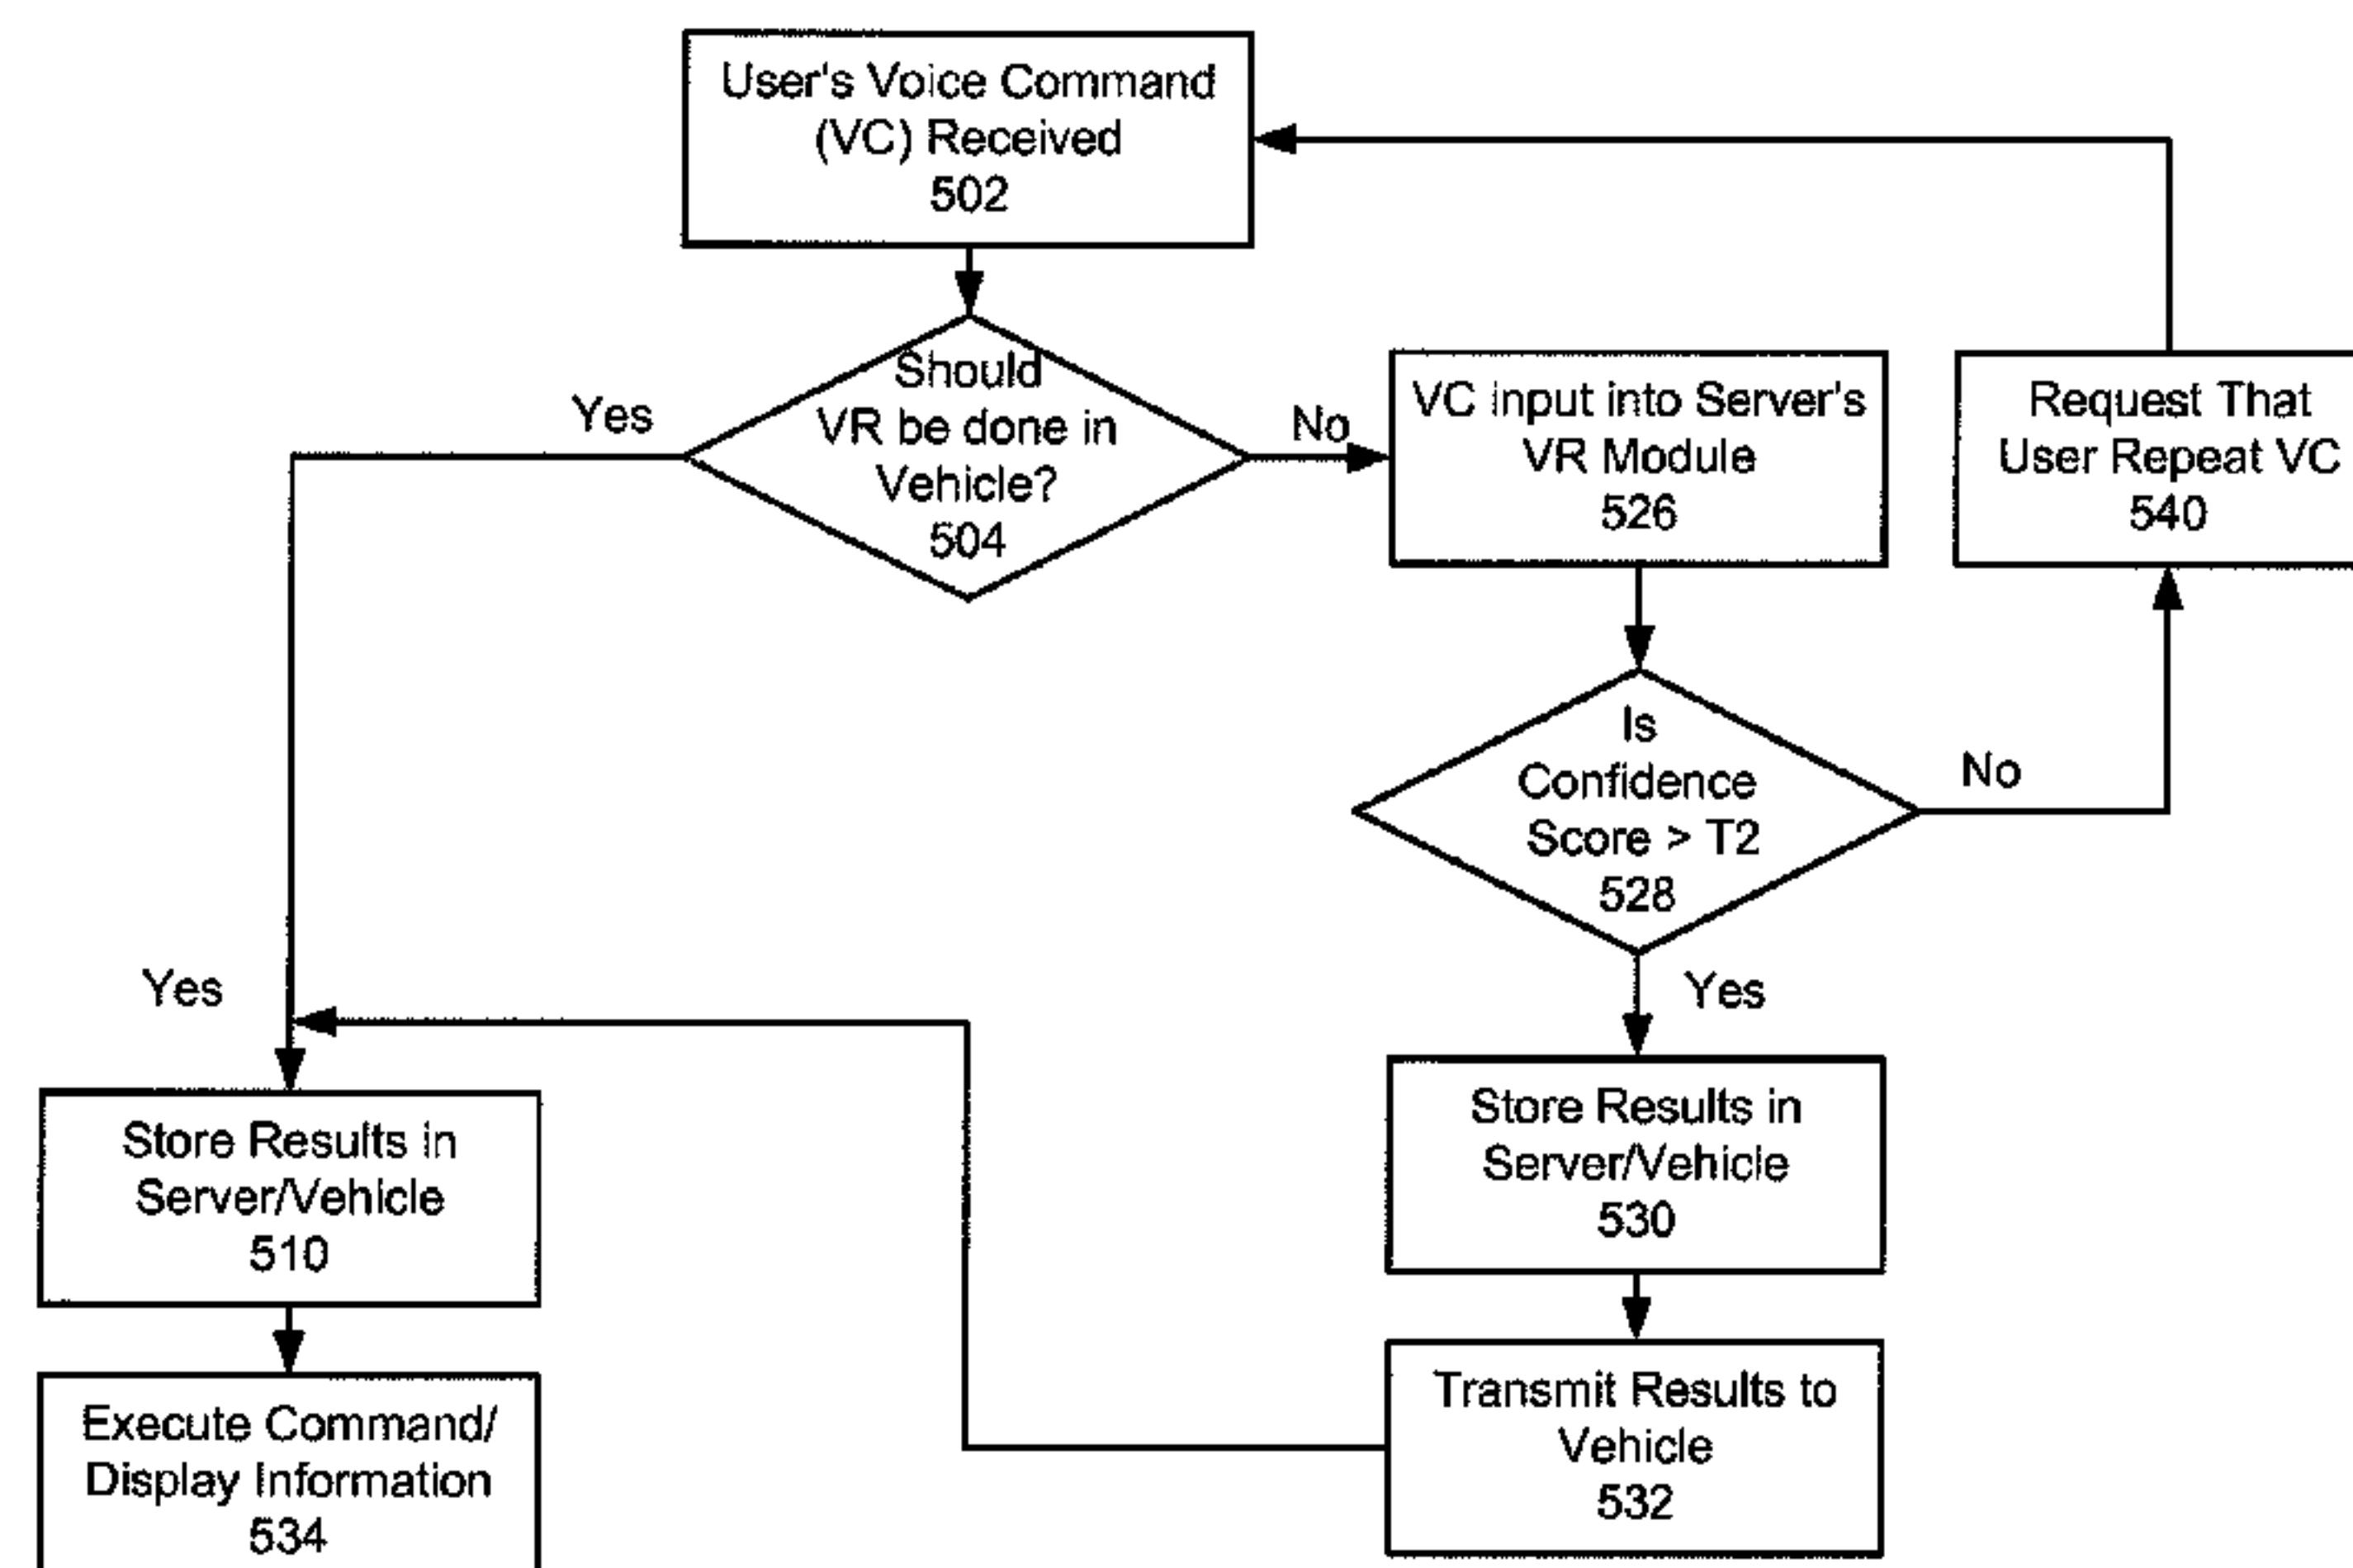 User's Voice Command
(VC) Received
502
Should
VR be done in
Vehicle?
504
Yes
No
VC input into Server's
VR Module
526
Request That
User Repeat VC
540
Is
Confidence
Score > T2
528
No
Yes
Yes
Store Results in
Server/Vehicle
510
Store Results in
Server/Vehicle
530
Execute Command/
Display Information
534
Transmit Results to
Vehicle
532